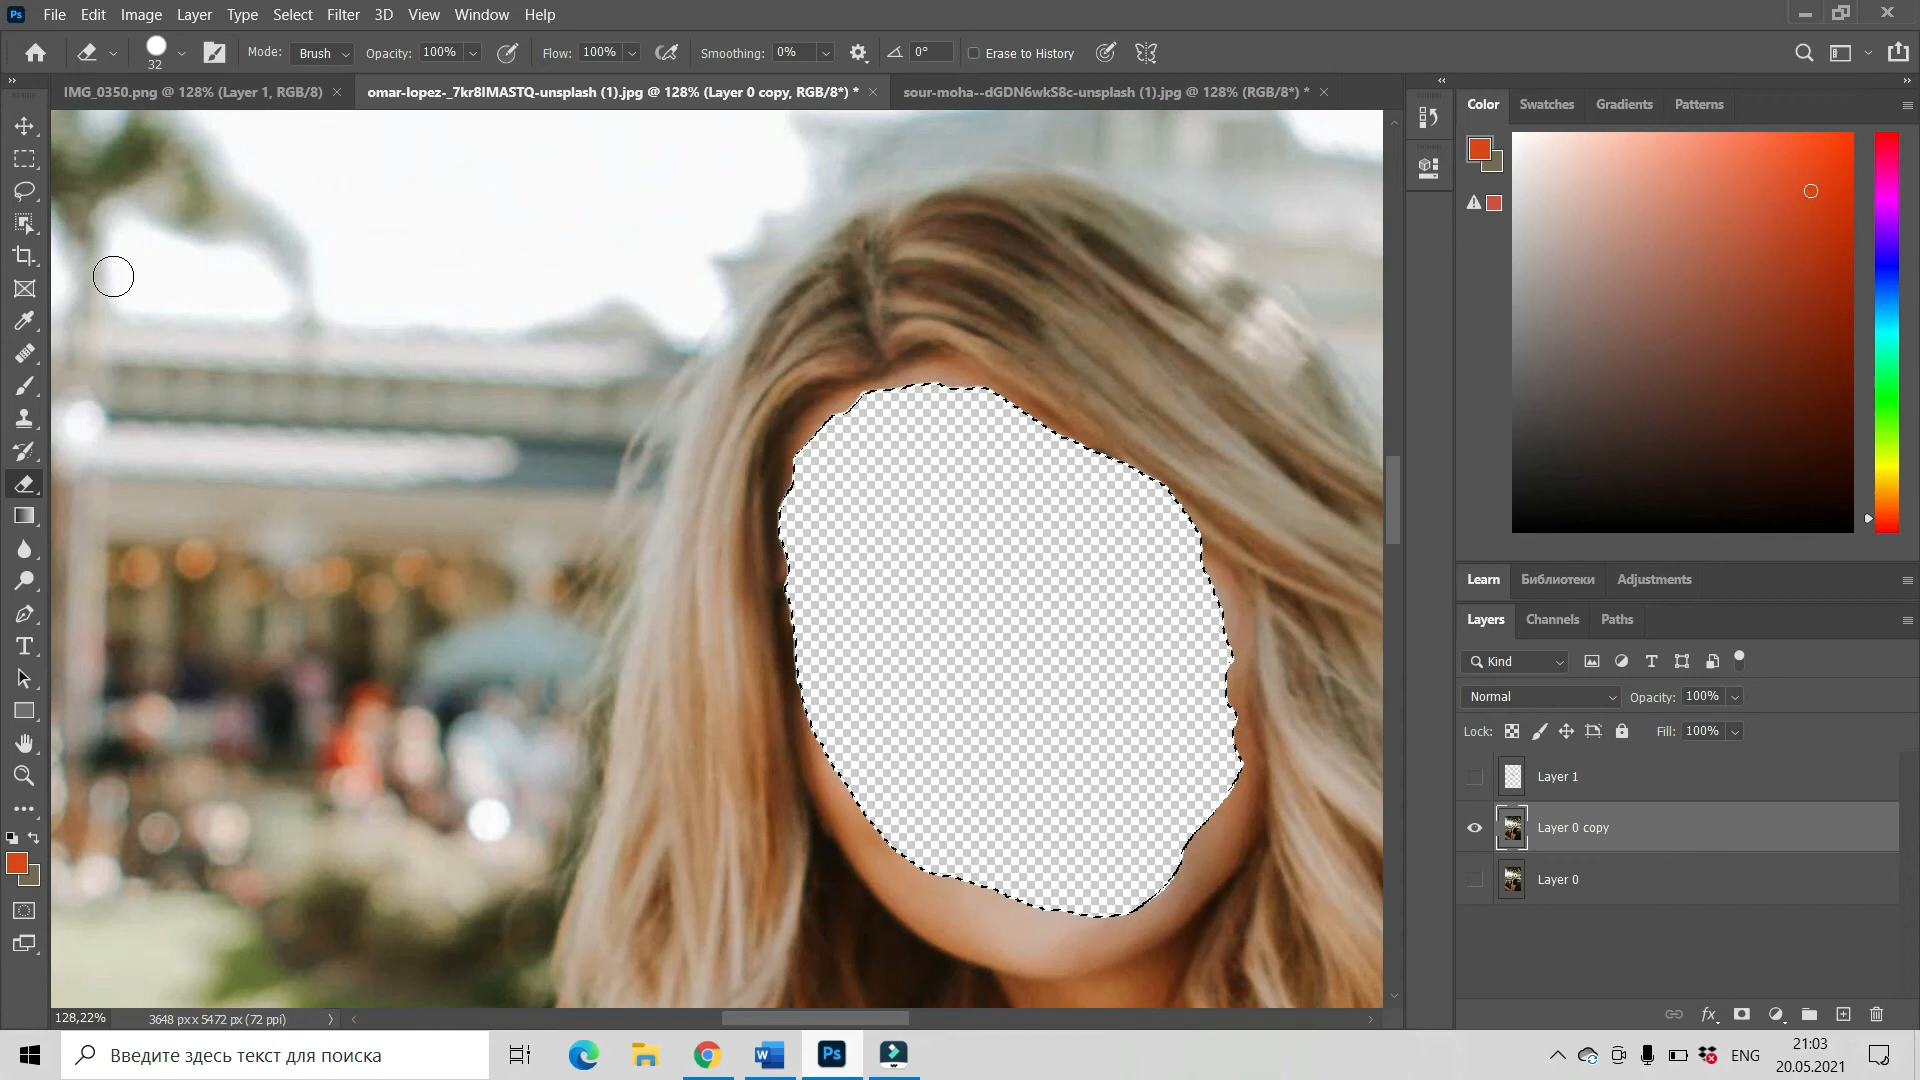 Ps File Edit Image Layer Type Select Filter 3D View Window Help
32 Mode: Brush Opacity: 100% Flow: 100% Smoothing: 0% 0° Erase to History
IMG_0350.png @ 128% (Layer 1, RGB/8) omar-lopez-_7kr8IMASTQ-unsplash (1).jpg @ 128% (Layer 0 copy, RGB/8*) * sour-moha--dGDN6wkS8c-unsplash (1).jpg @ 128% (RGB/8*) *
Color Swatches Gradients Patterns
Learn Библиотеки Adjustments
Layers Channels Paths
Kind
Normal Opacity: 100%
Lock: Fill: 100%
Layer 1
Layer 0 copy
Layer 0
fx
128,22% 3648 px x 5472 px (72 ppi)
Введите здесь текст для поиска
Ps
ENG
21:03
20.05.2021